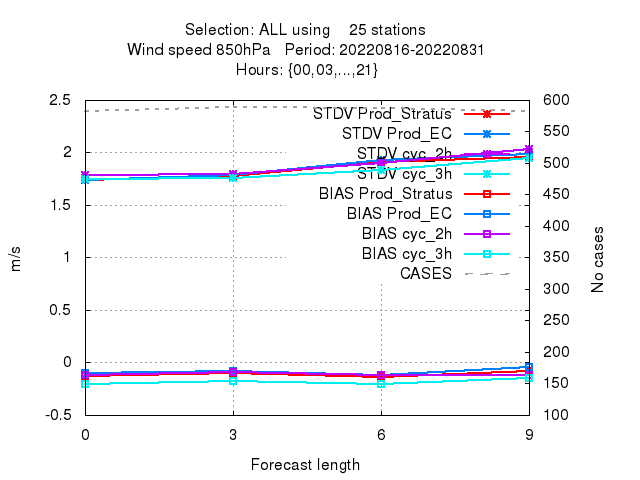 Selection: ALL using 25 stations
Wind speed 850hPa Period: 20220816-20220831
Hours: {00,03,...,21}
2.5
2
1.5
1
0.5
0
-0.5
m/s
600
550
500
450
400
350
300
250
200
150
100
No cases
STDV Prod_Stratus
STDV Prod_EC
STDV cyc_2h
STDV cyc_3h
BIAS Prod_Stratus
BIAS Prod_EC
BIAS cyc_2h
BIAS cyc_3h
CASES
0 3 6 9
Forecast length